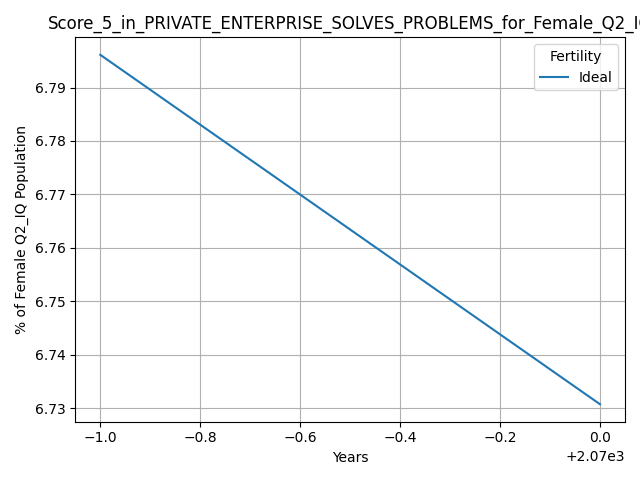 Score_5_in_PRIVATE_ENTERPRISE_SOLVES_PROBLEMS_for_Female_Q2_I
Fertility
Ideal
% of Female Q2_IQ Population
6.79
6.78
6.77
6.76
6.75
6.74
6.73
−1.0 −0.8 −0.6 −0.4 −0.2 0.0
Years
+2.07e3